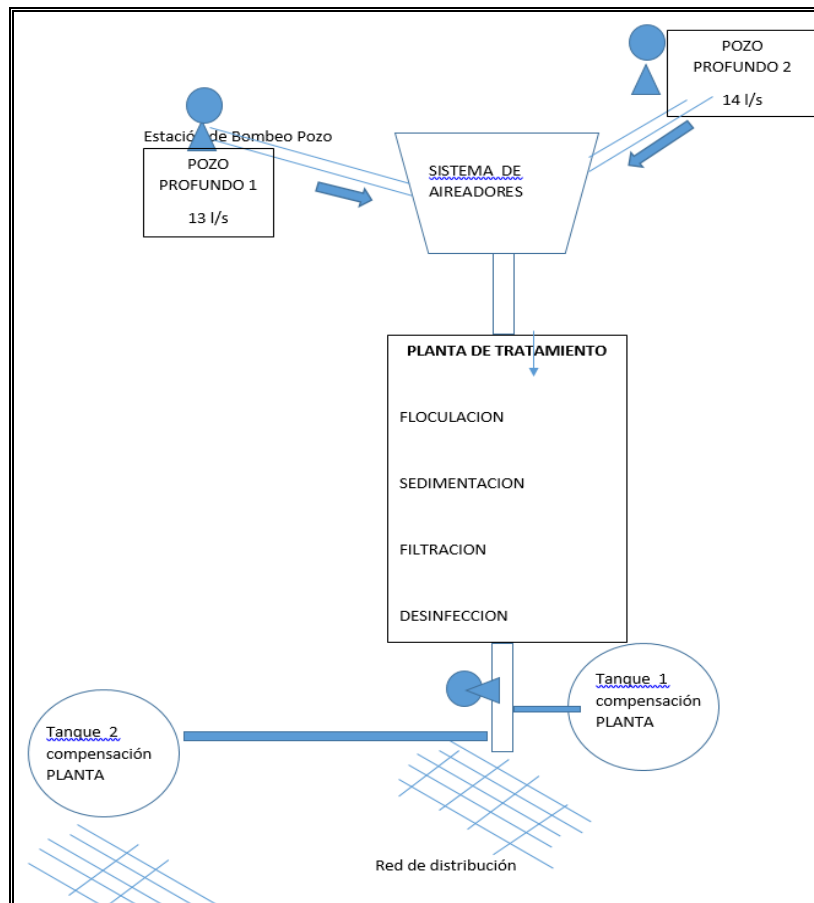 POZO
PROFUNDO 2
14 l/s
Estación de Bombeo Pozo
POZO
PROFUNDO 1
13 l/s
SISTEMA DE
AIREADORES
PLANTA DE TRATAMIENTO
FLOCULACION
SEDIMENTACION
FILTRACION
DESINFECCION
Tanque 1
compensación
PLANTA
Tanque 2
compensación
PLANTA
Red de distribución